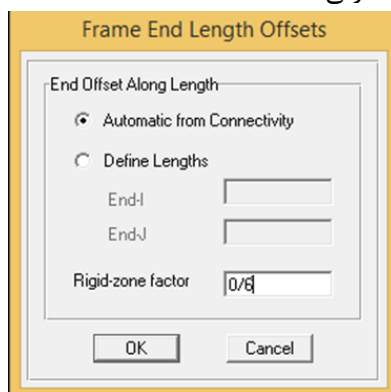 Frame End Length Offsets
End Offset Along Length
Automatic from Connectivity
Define Lengths
End-I
End-J
Rigid-zone factor 0/6
OK Cancel